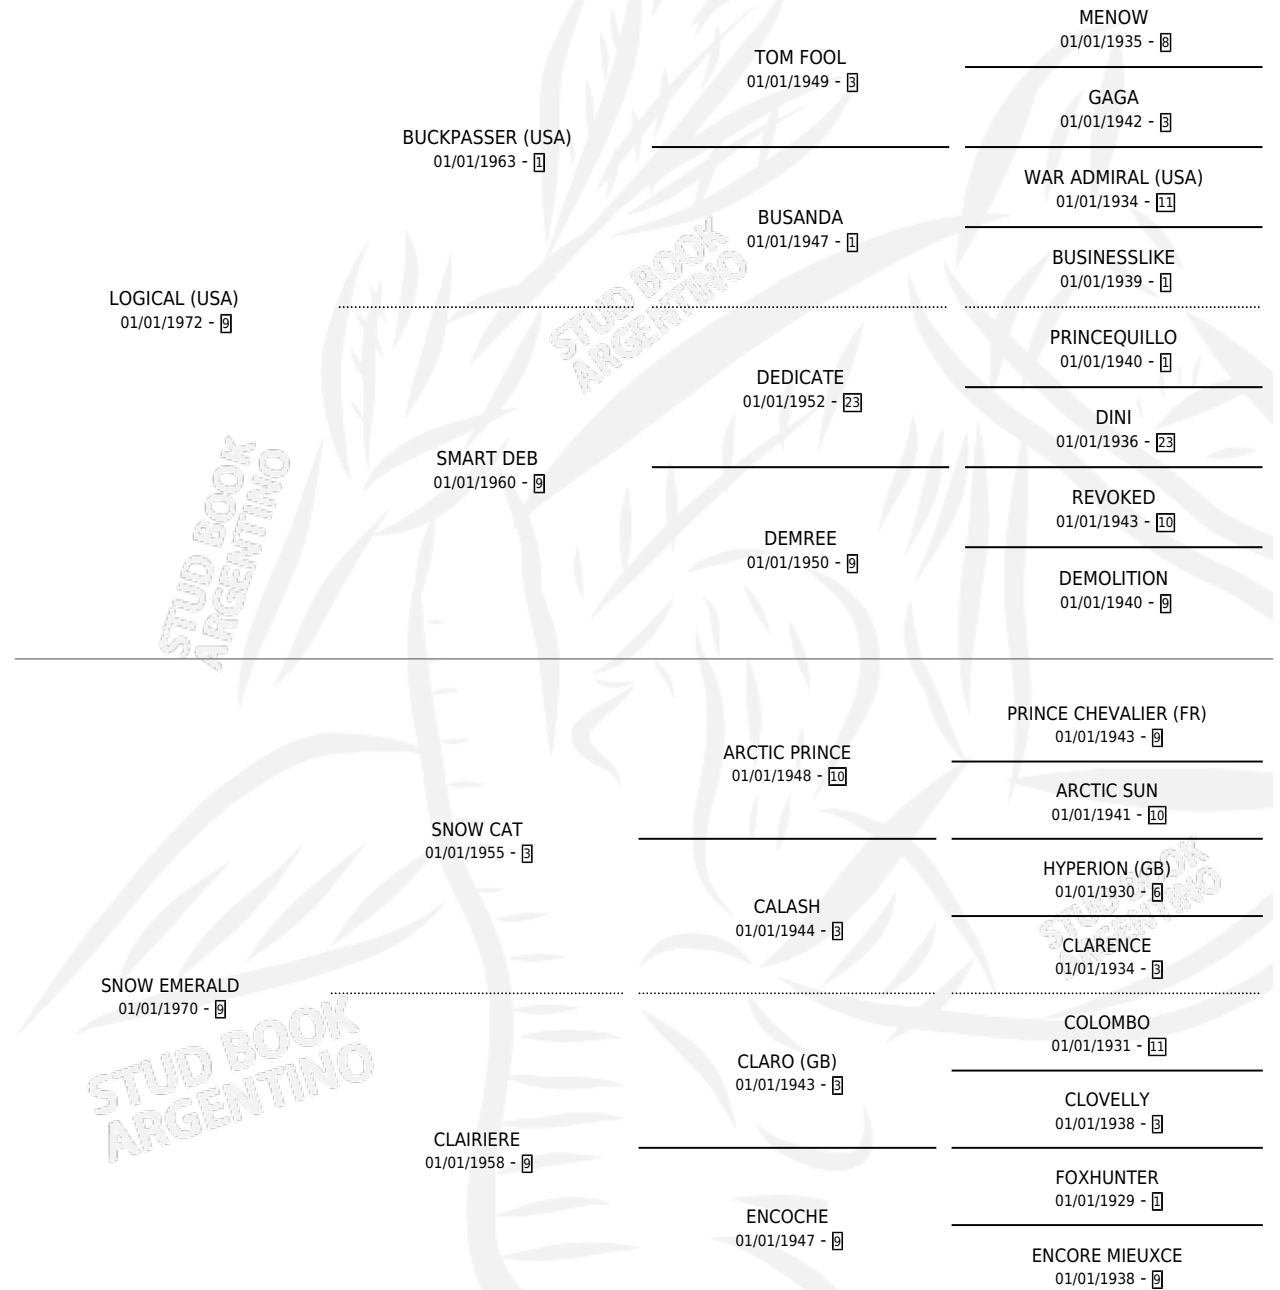 MENOW
01/01/1935 - 8
TOM FOOL
01/01/1949 - 3
GAGA
01/01/1942 - 3
BUCKPASSER (USA)
01/01/1963 - 1
WAR ADMIRAL (USA)
01/01/1934 - 11
BUSANDA
01/01/1947 - 1
BUSINESSLIKE
01/01/1939 - 1
LOGICAL (USA)
01/01/1972 - 9
STUD BOOK
ARGENTINO
PRINCEQUILLO
01/01/1940 - 1
DEDICATE
01/01/1952 - 23
DINI
01/01/1936 - 23
SMART DEB
01/01/1960 - 9
REVOKED
01/01/1943 - 10
DEMREE
01/01/1950 - 9
DEMOLITION
01/01/1940 - 9
STUD BOOK
ARGENTINO
PRINCE CHEVALIER (FR)
01/01/1943 - 9
ARCTIC PRINCE
01/01/1948 - 10
ARCTIC SUN
01/01/1941 - 10
SNOW CAT
01/01/1955 - 3
HYPERION (GB)
01/01/1930 - 6
CALASH
01/01/1944 - 3
STUD BOOK
ARGENTINO
CLARENCE
01/01/1934 - 3
SNOW EMERALD
01/01/1970 - 9
COLOMBO
01/01/1931 - 11
STUD BOOK
ARGENTINO
CLARO (GB)
01/01/1943 - 3
CLOVELLY
01/01/1938 - 3
CLAIRIERE
01/01/1958 - 9
FOXHUNTER
01/01/1929 - 1
ENCOCHE
01/01/1947 - 9
ENCORE MIEUXCE
01/01/1938 - 9